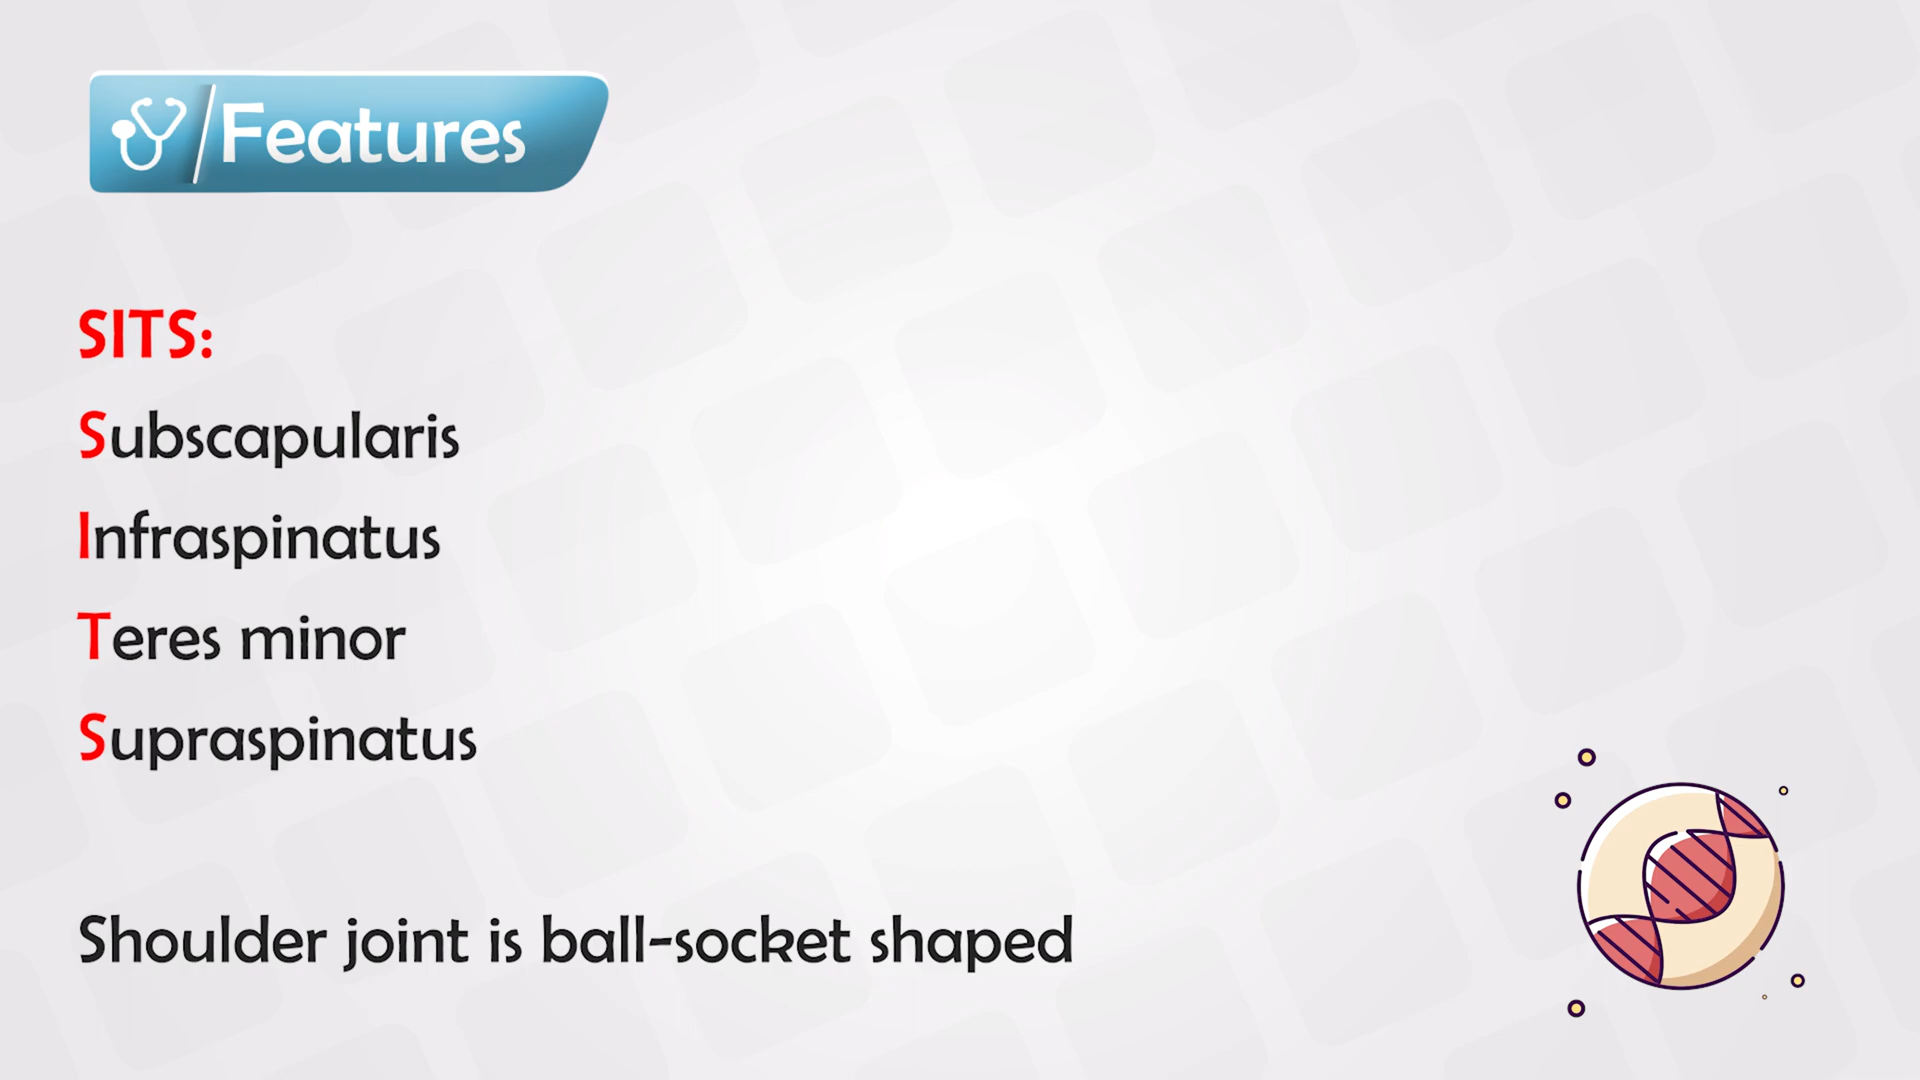 Features
SITS:
Subscapularis
Infraspinatus
Teres minor
Supraspinatus
Shoulder joint is ball-socket shaped